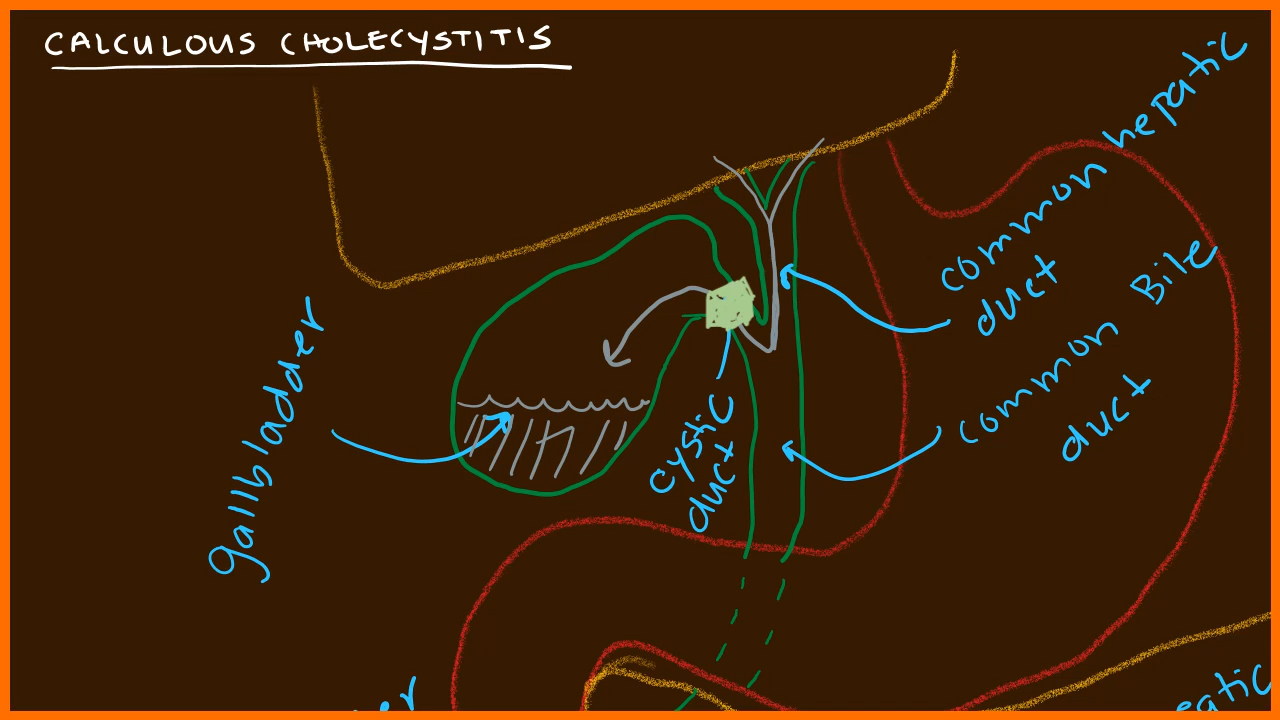 CALCULOUS CHOLECYSTITIS
common hepatic
duct
common Bile
duct
gallbladder
cystic
duct